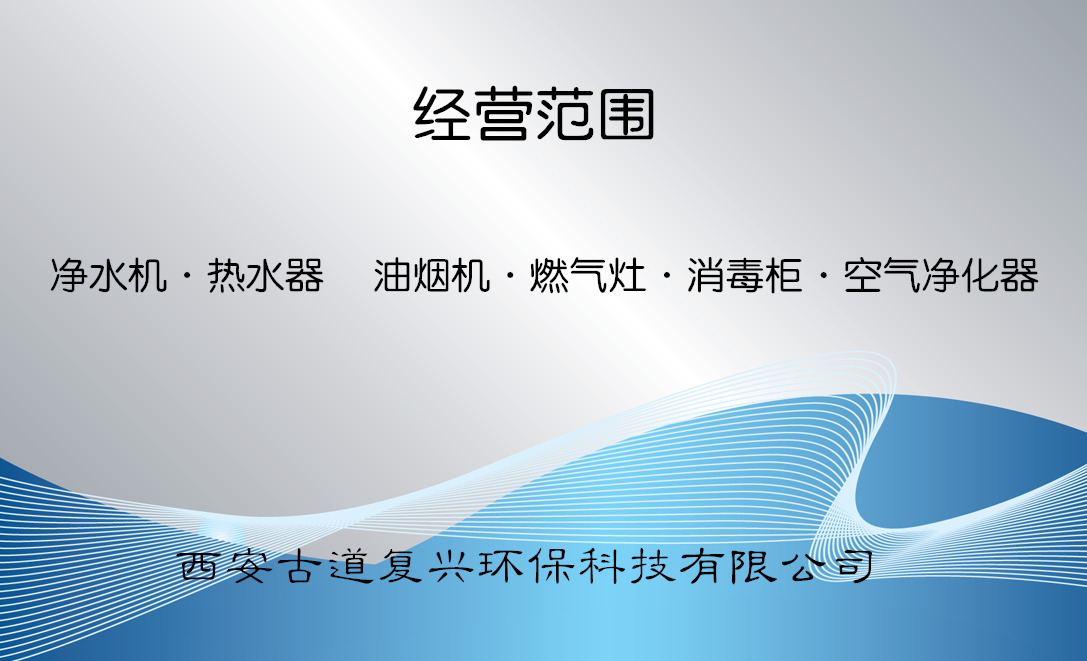 经营范围
净水机·热水器 油烟机·燃气灶·消毒柜·空气净化器
西安古道复兴环保科技有限公司